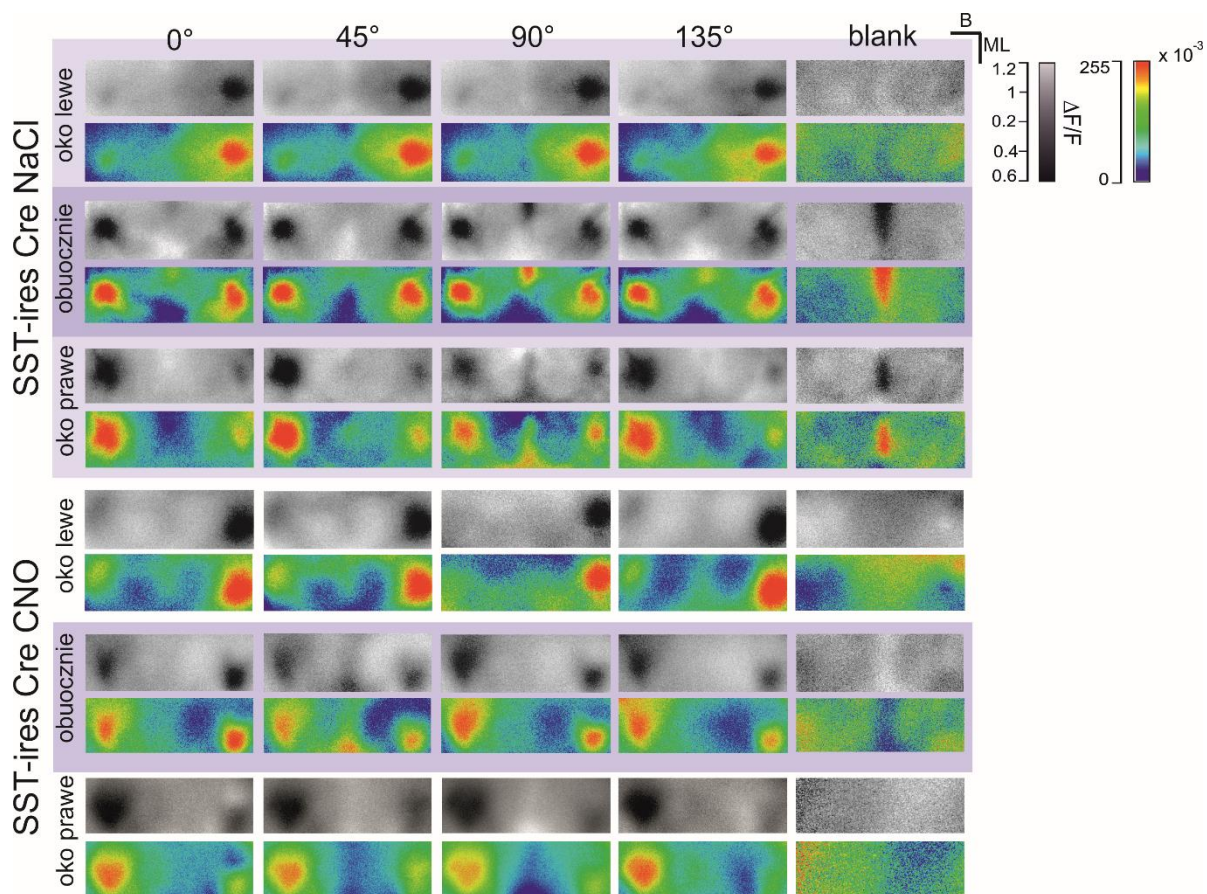 0° 45° 90° 135° blank
B
ML
x 10⁻³
1.2
1
1.2
0.4
0.6
ΔF/F
255
0
SST-ires Cre NaCl
oko lewe
obuocznie
oko prawe
SST-ires Cre CNO
oko lewe
obuocznie
oko prawe